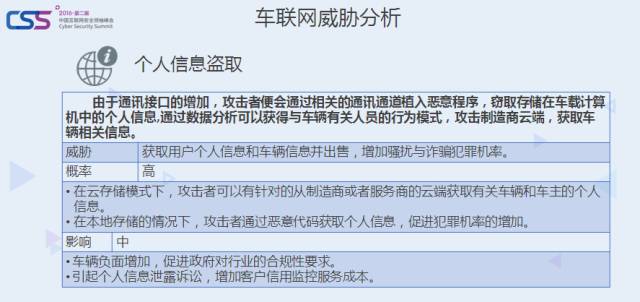 CSS
2016·第二届
中国互联网安全领袖峰会
Cyber Security Summit
车联网威胁分析
个人信息盗取
由于通讯接口的增加，攻击者便会通过相关的通讯通道植入恶意程序，窃取存储在车载计算
机中的个人信息,通过数据分析可以获得与车辆有关人员的行为模式，攻击制造商云端，获取车
辆相关信息。
威胁 获取用户个人信息和车辆信息并出售，增加骚扰与诈骗犯罪机率。
概率 高
• 在云存储模式下，攻击者可以有针对的从制造商或者服务商的云端获取有关车辆和车主的个人
信息。
• 在本地存储的情况下，攻击者通过恶意代码获取个人信息，促进犯罪机率的增加。
影响 中
• 车辆负面增加，促进政府对行业的合规性要求。
• 引起个人信息泄露诉讼，增加客户信用监控服务成本。